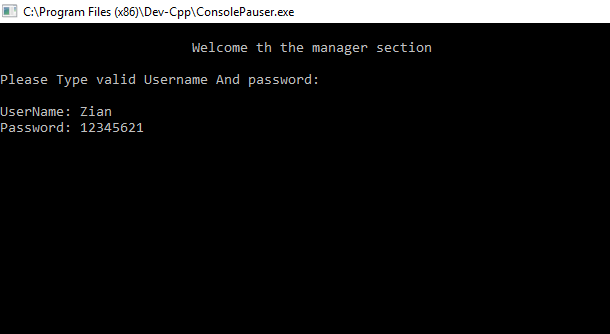 C:\Program Files (x86)\Dev-Cpp\ConsolePauser.exe
Welcome th the manager section
Please Type valid Username And password:
UserName: Zian
Password: 12345621